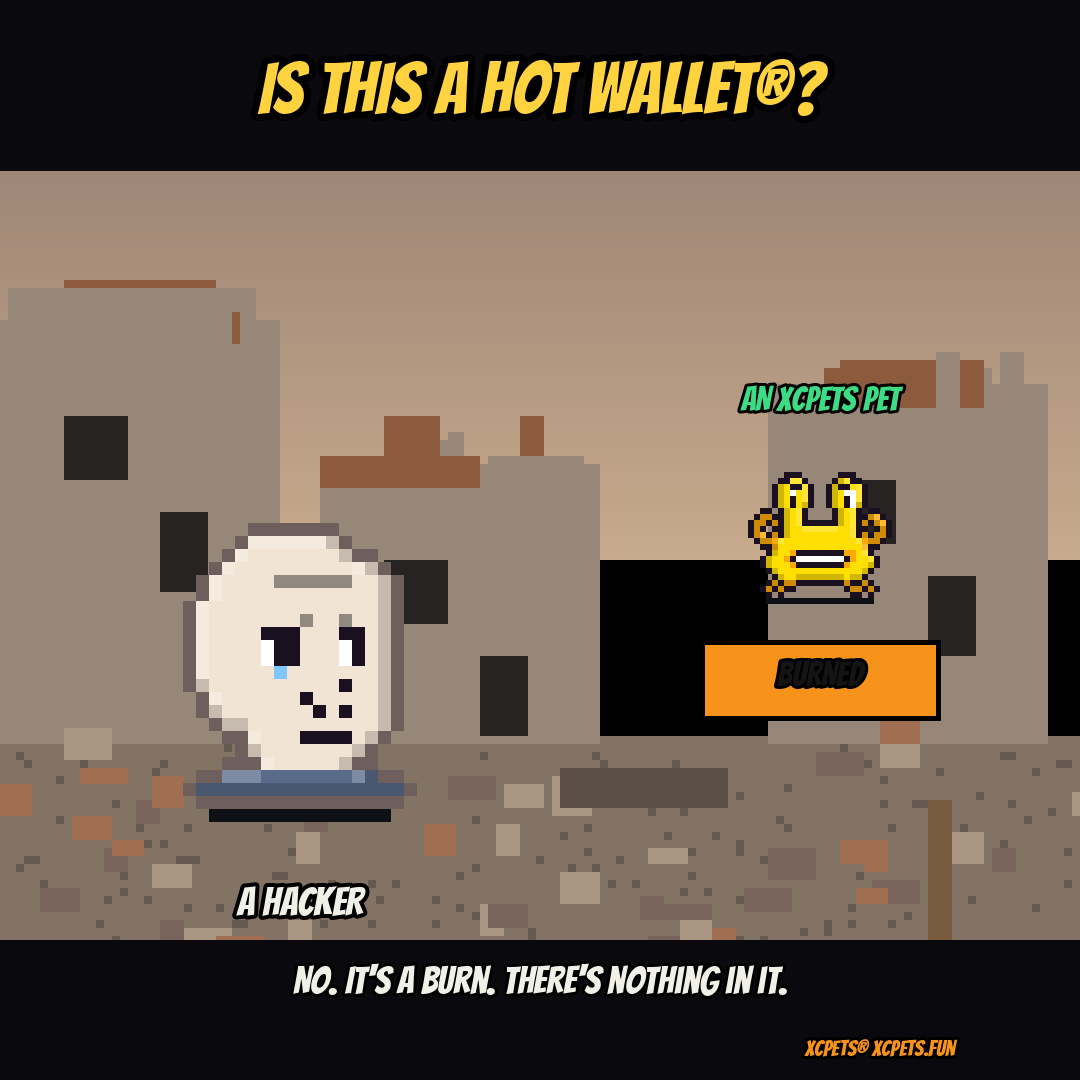 IS THIS A HOT WALLET®?
AN XCPETS PET
BURNED
A HACKER
NO. IT'S A BURN. THERE'S NOTHING IN IT.
XCPETS® XCPETS.FUN